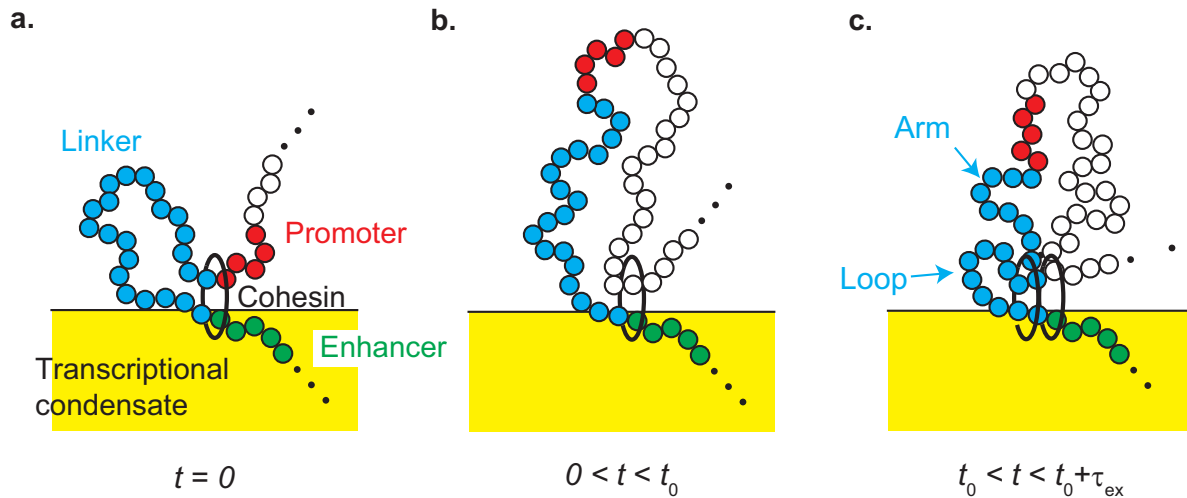 a.
Linker
Promoter
Cohesin
Enhancer
Transcriptional
condensate
t = 0
b.
0 < t < t₀
c.
Arm
Loop
t₀ < t < t₀+τₑₓ